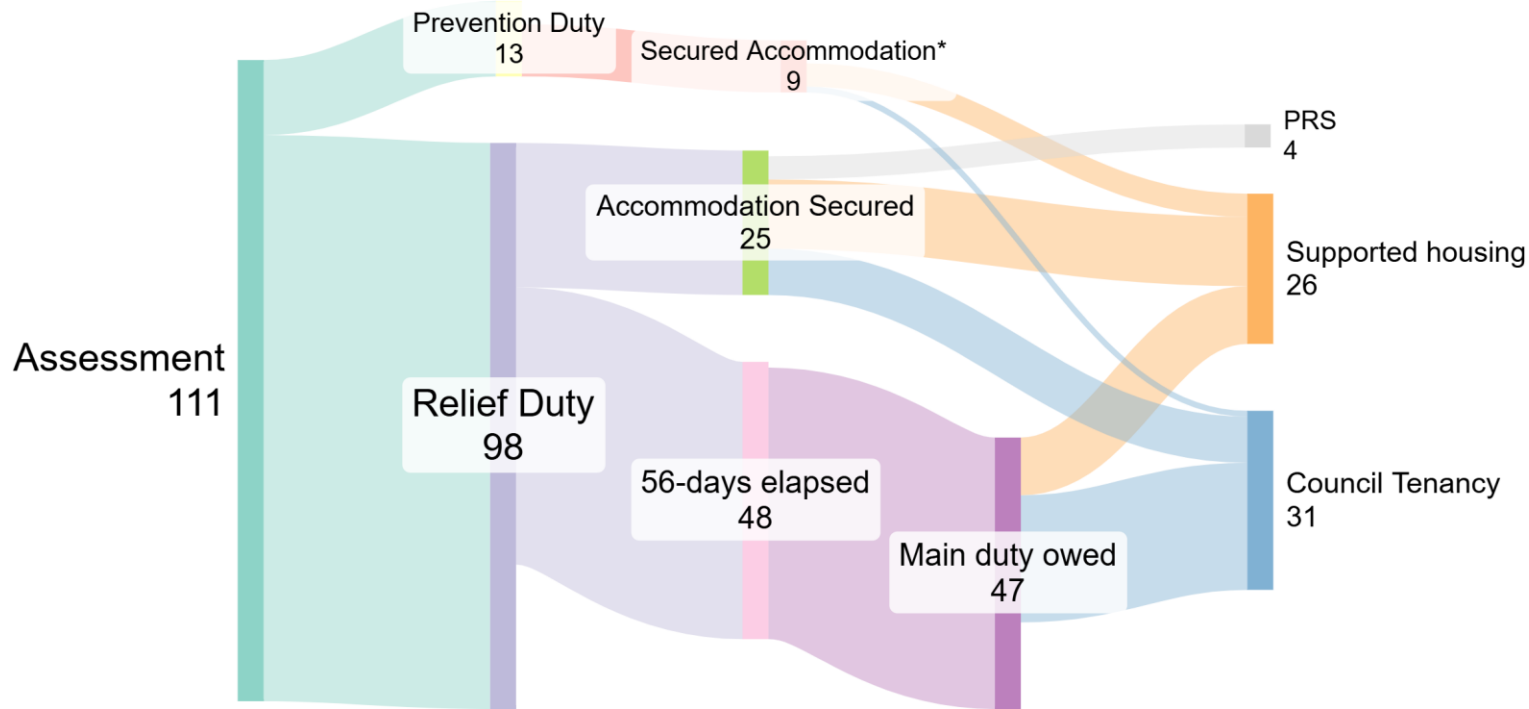 Prevention Duty
13
Secured Accommodation*
9
PRS
4
Accommodation Secured
25
Supported housing
26
Assessment
111
Relief Duty
98
56-days elapsed
48
Council Tenancy
31
Main duty owed
47